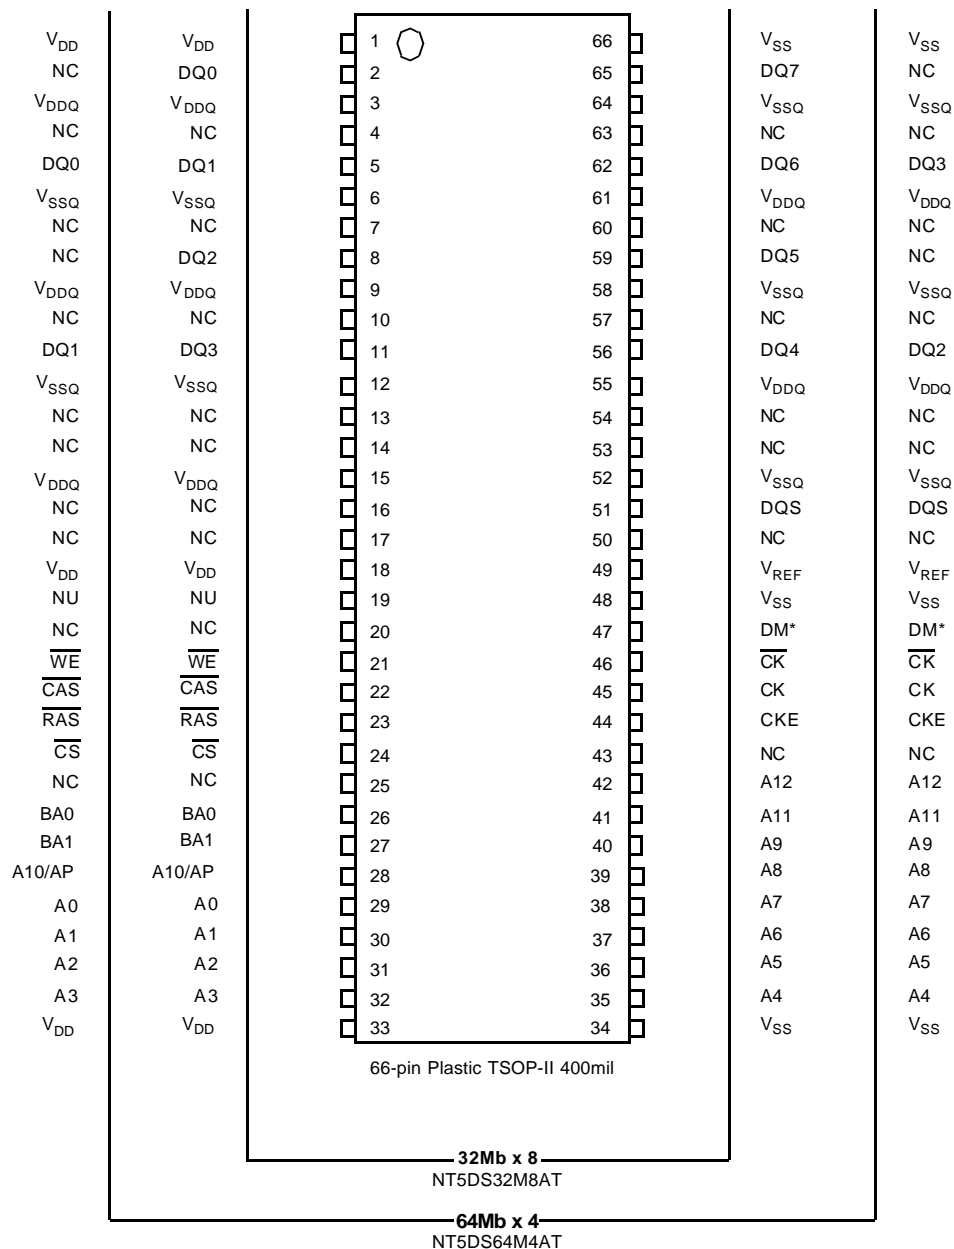 VDD VDD 1 66 VSS VSS
NC DQ0 2 65 DQ7 NC
VDDQ VDDQ 3 64 VSSQ VSSQ
NC NC 4 63 NC NC
DQ0 DQ1 5 62 DQ6 DQ3
VSSQ VSSQ 6 61 VDDQ VDDQ
NC NC 7 60 NC NC
NC DQ2 8 59 DQ5 NC
VDDQ VDDQ 9 58 VSSQ VSSQ
NC NC 10 57 NC NC
DQ1 DQ3 11 56 DQ4 DQ2
VSSQ VSSQ 12 55 VDDQ VDDQ
NC NC 13 54 NC NC
NC NC 14 53 NC NC
VDDQ VDDQ 15 52 VSSQ VSSQ
NC NC 16 51 DQS DQS
NC NC 17 50 NC NC
VDD VDD 18 49 VREF VREF
NU NU 19 48 VSS VSS
NC NC 20 47 DM* DM*
W̅E̅ W̅E̅ 21 46 C̅K̅ C̅K̅
C̅A̅S̅ C̅A̅S̅ 22 45 CK CK
R̅A̅S̅ R̅A̅S̅ 23 44 CKE CKE
C̅S̅ C̅S̅ 24 43 NC NC
NC NC 25 42 A12 A12
BA0 BA0 26 41 A11 A11
BA1 BA1 27 40 A9 A9
A10/AP A10/AP 28 39 A8 A8
A0 A0 29 38 A7 A7
A1 A1 30 37 A6 A6
A2 A2 31 36 A5 A5
A3 A3 32 35 A4 A4
VDD VDD 33 34 VSS VSS
66-pin Plastic TSOP-II 400mil
32Mb x 8
NT5DS32M8AT
64Mb x 4
NT5DS64M4AT